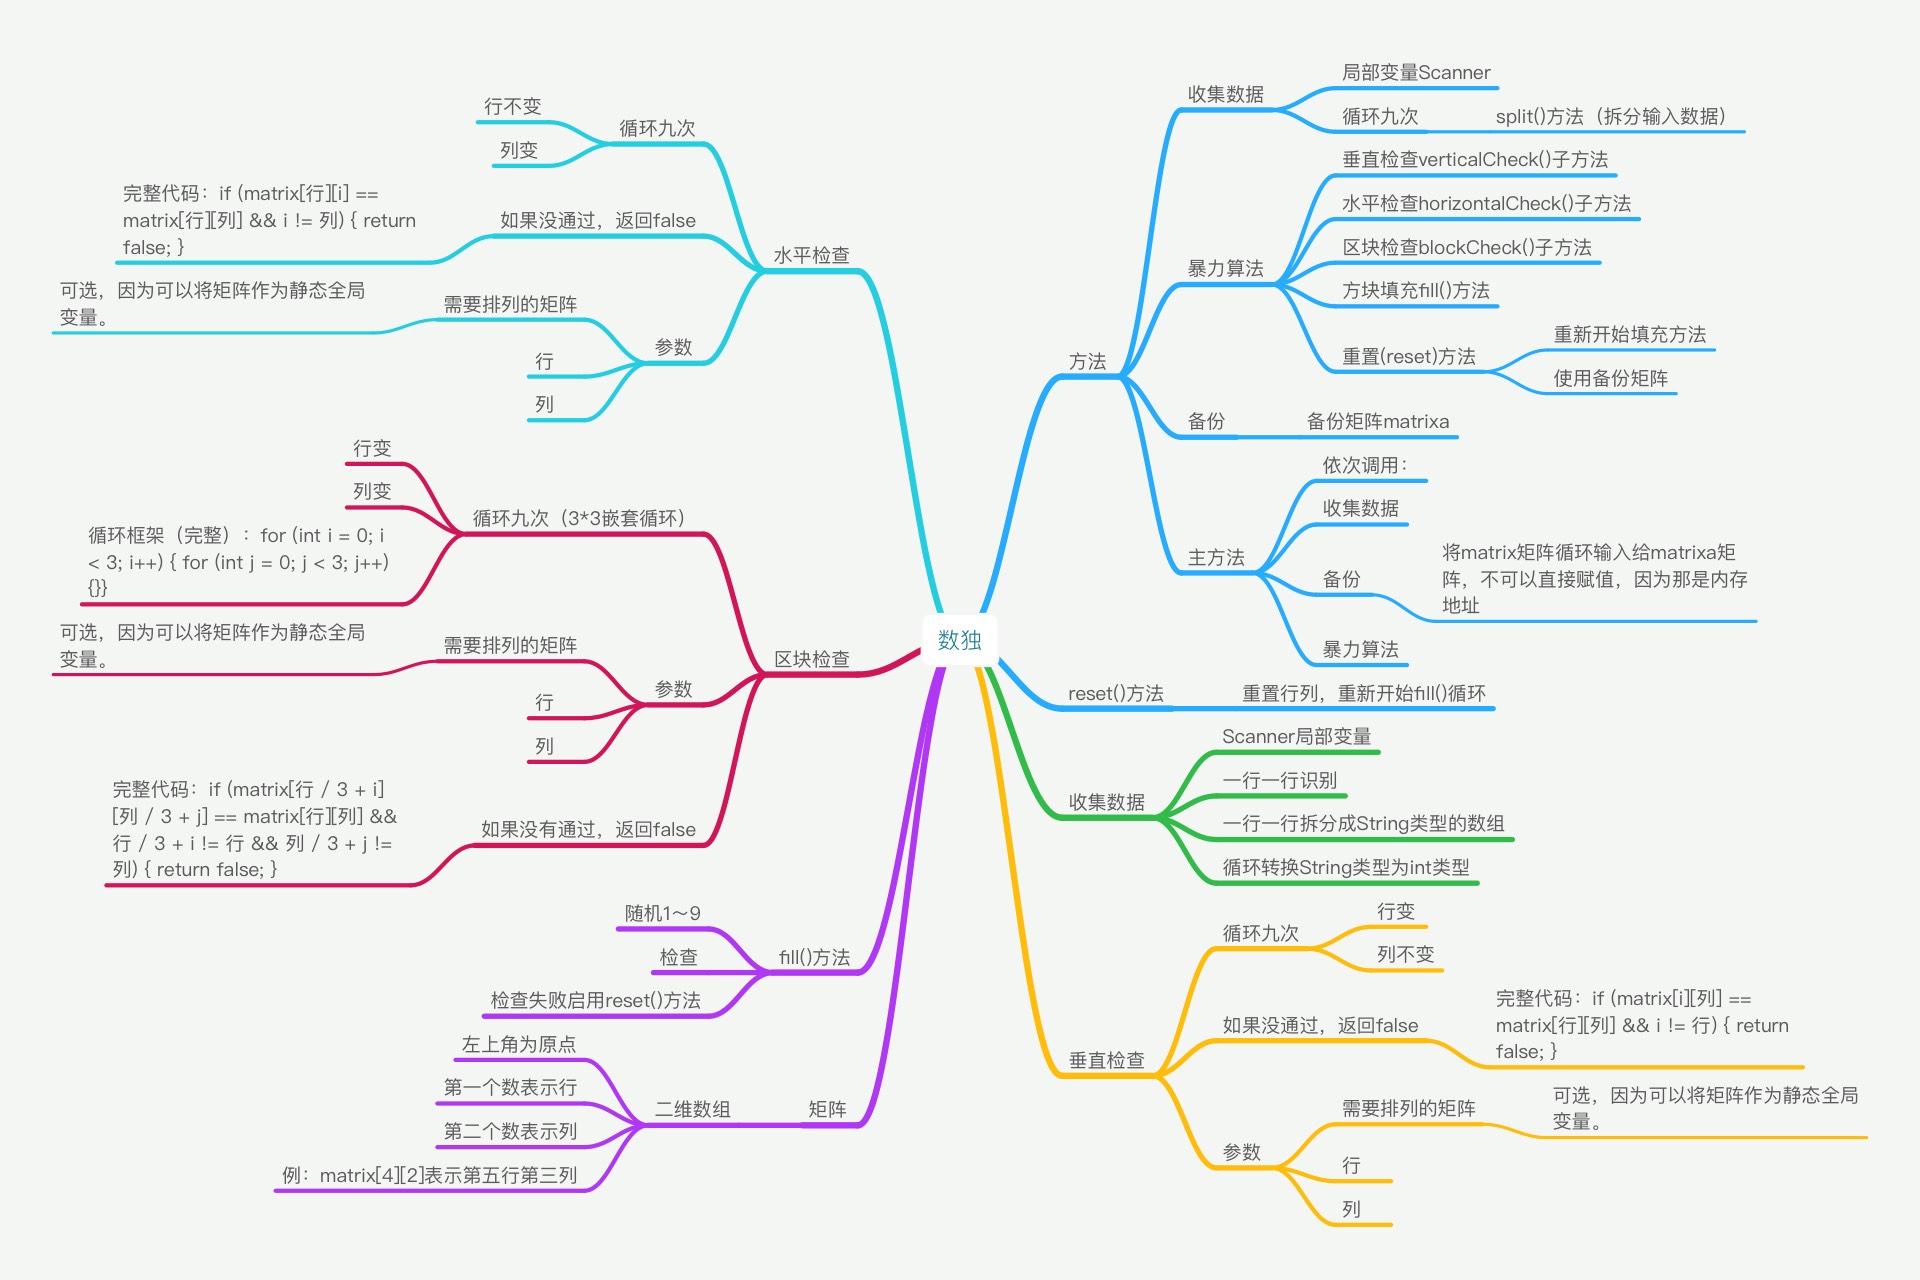 数独
方法
收集数据
局部变量Scanner
循环九次
split()方法（拆分输入数据）
暴力算法
垂直检查verticalCheck()子方法
水平检查horizontalCheck()子方法
区块检查blockCheck()子方法
方块填充fill()方法
重置(reset)方法
重新开始填充方法
使用备份矩阵
备份
备份矩阵matrixa
主方法
依次调用：
收集数据
备份
将matrix矩阵循环输入给matrixa矩
阵，不可以直接赋值，因为那是内存
地址
暴力算法
reset()方法
重置行列，重新开始fill()循环
收集数据
Scanner局部变量
一行一行识别
一行一行拆分成String类型的数组
循环转换String类型为int类型
垂直检查
循环九次
行变
列不变
如果没通过，返回false
完整代码：if (matrix[i][列] ==
matrix[行][列] && i != 行) { return
false; }
参数
需要排列的矩阵
可选，因为可以将矩阵作为静态全局
变量。
行
列
水平检查
循环九次
行不变
列变
如果没通过，返回false
完整代码：if (matrix[行][i] ==
matrix[行][列] && i != 列) { return
false; }
参数
需要排列的矩阵
可选，因为可以将矩阵作为静态全局
变量。
行
列
区块检查
循环九次（3*3嵌套循环）
行变
列变
循环框架（完整）：for (int i = 0; i
< 3; i++) { for (int j = 0; j < 3; j++)
{}}
参数
需要排列的矩阵
可选，因为可以将矩阵作为静态全局
变量。
行
列
如果没有通过，返回false
完整代码：if (matrix[行 / 3 + i]
[列 / 3 + j] == matrix[行][列] &&
行 / 3 + i != 行 && 列 / 3 + j !=
列) { return false; }
fill()方法
随机1～9
检查
检查失败启用reset()方法
矩阵
二维数组
左上角为原点
第一个数表示行
第二个数表示列
例：matrix[4][2]表示第五行第三列